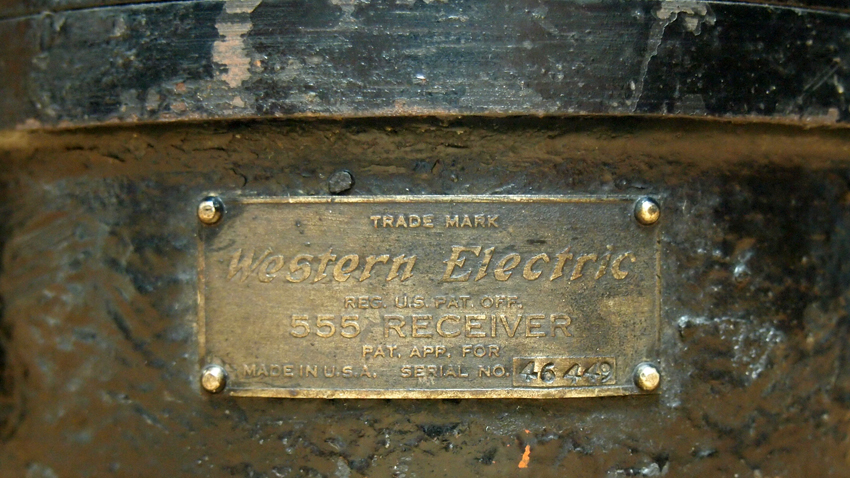 TRADE MARK
Western Electric
REG. U.S. PAT. OFF.
555 RECEIVER
PAT. APP. FOR
MADE IN U.S.A. SERIAL NO. 46449